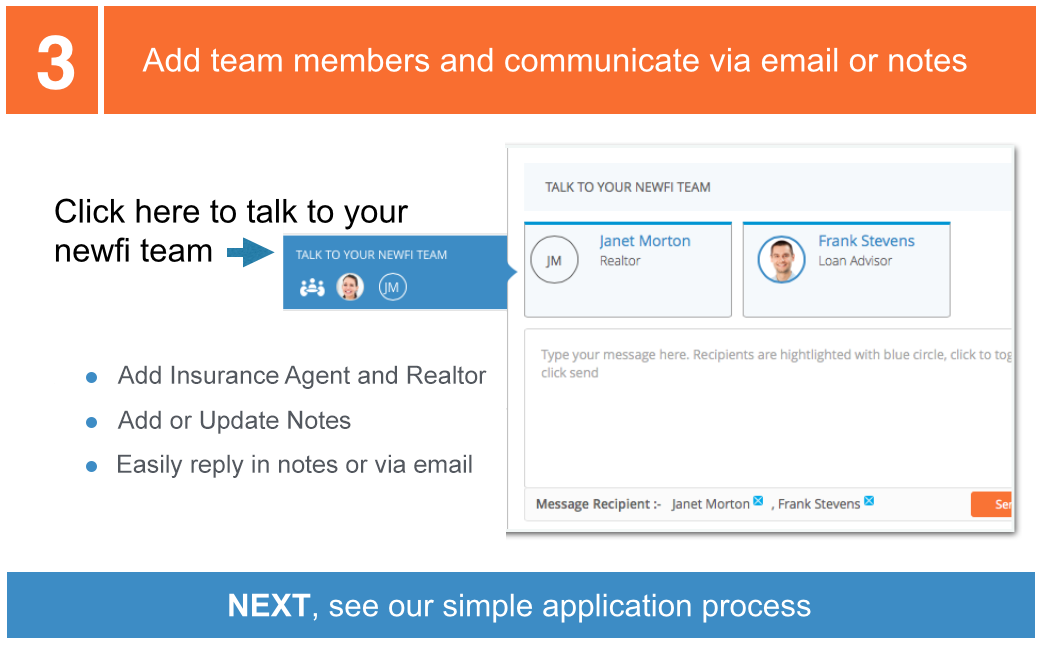 3
Add team members and communicate via email or notes
Click here to talk to your
newfi team
TALK TO YOUR NEWFI TEAM
JM
Add Insurance Agent and Realtor
Add or Update Notes
Easily reply in notes or via email
TALK TO YOUR NEWFI TEAM
JM
Janet Morton
Realtor
Frank Stevens
Loan Advisor
Type your message here. Recipients are hightlighted with blue circle, click to tog
click send
Message Recipient :- Janet Morton , Frank Stevens
Ser
NEXT, see our simple application process